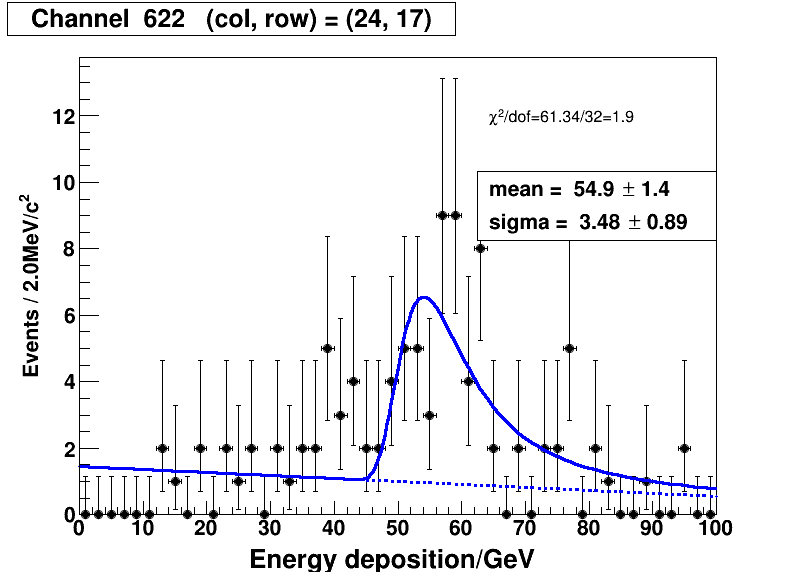 Channel 622 (col, row) = (24, 17)
χ²/dof=61.34/32=1.9
mean = 54.9 ± 1.4
sigma = 3.48 ± 0.89
Events / 2.0MeV/c²
12
10
8
6
4
2
0
0 10 20 30 40 50 60 70 80 90 100
Energy deposition/GeV